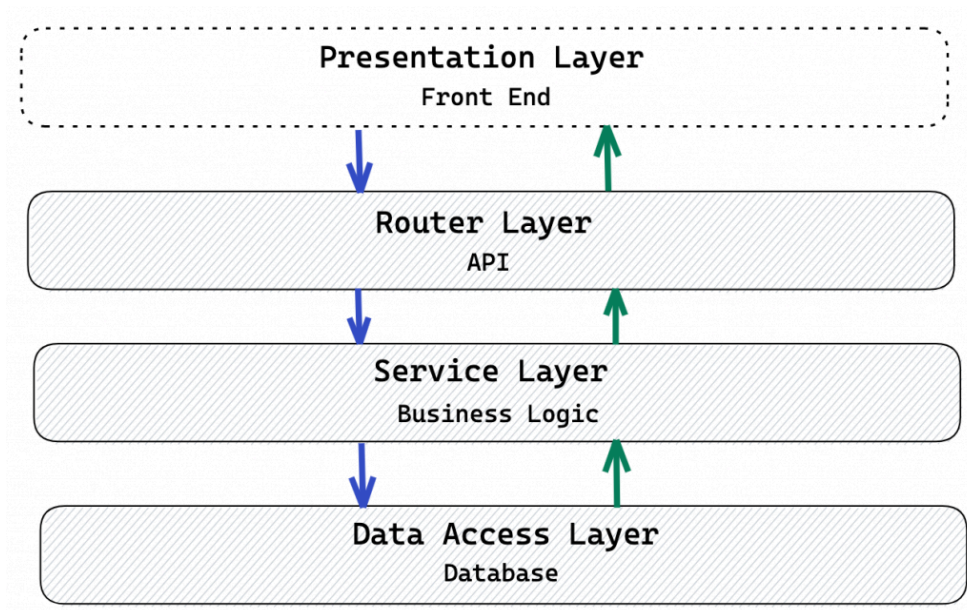 Presentation Layer
Front End
Router Layer
API
Service Layer
Business Logic
Data Access Layer
Database